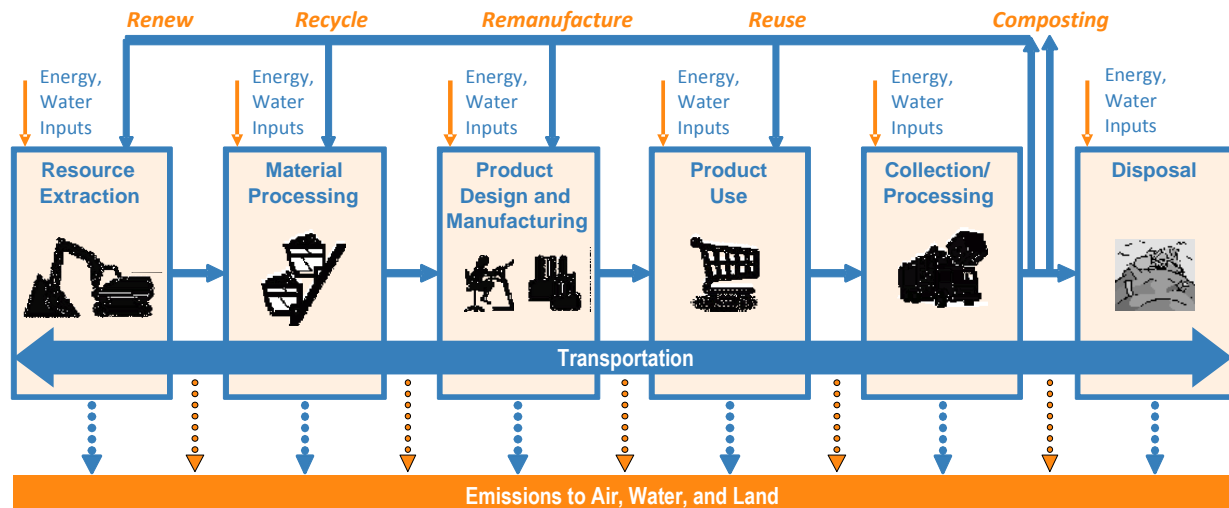 Renew
Recycle
Remanufacture
Reuse
Composting
Energy,
Water
Inputs
Energy,
Water
Inputs
Energy,
Water
Inputs
Energy,
Water
Inputs
Energy,
Water
Inputs
Energy,
Water
Inputs
Resource
Extraction
Material
Processing
Product
Design and
Manufacturing
Product
Use
Collection/
Processing
Disposal
Transportation
Emissions to Air, Water, and Land